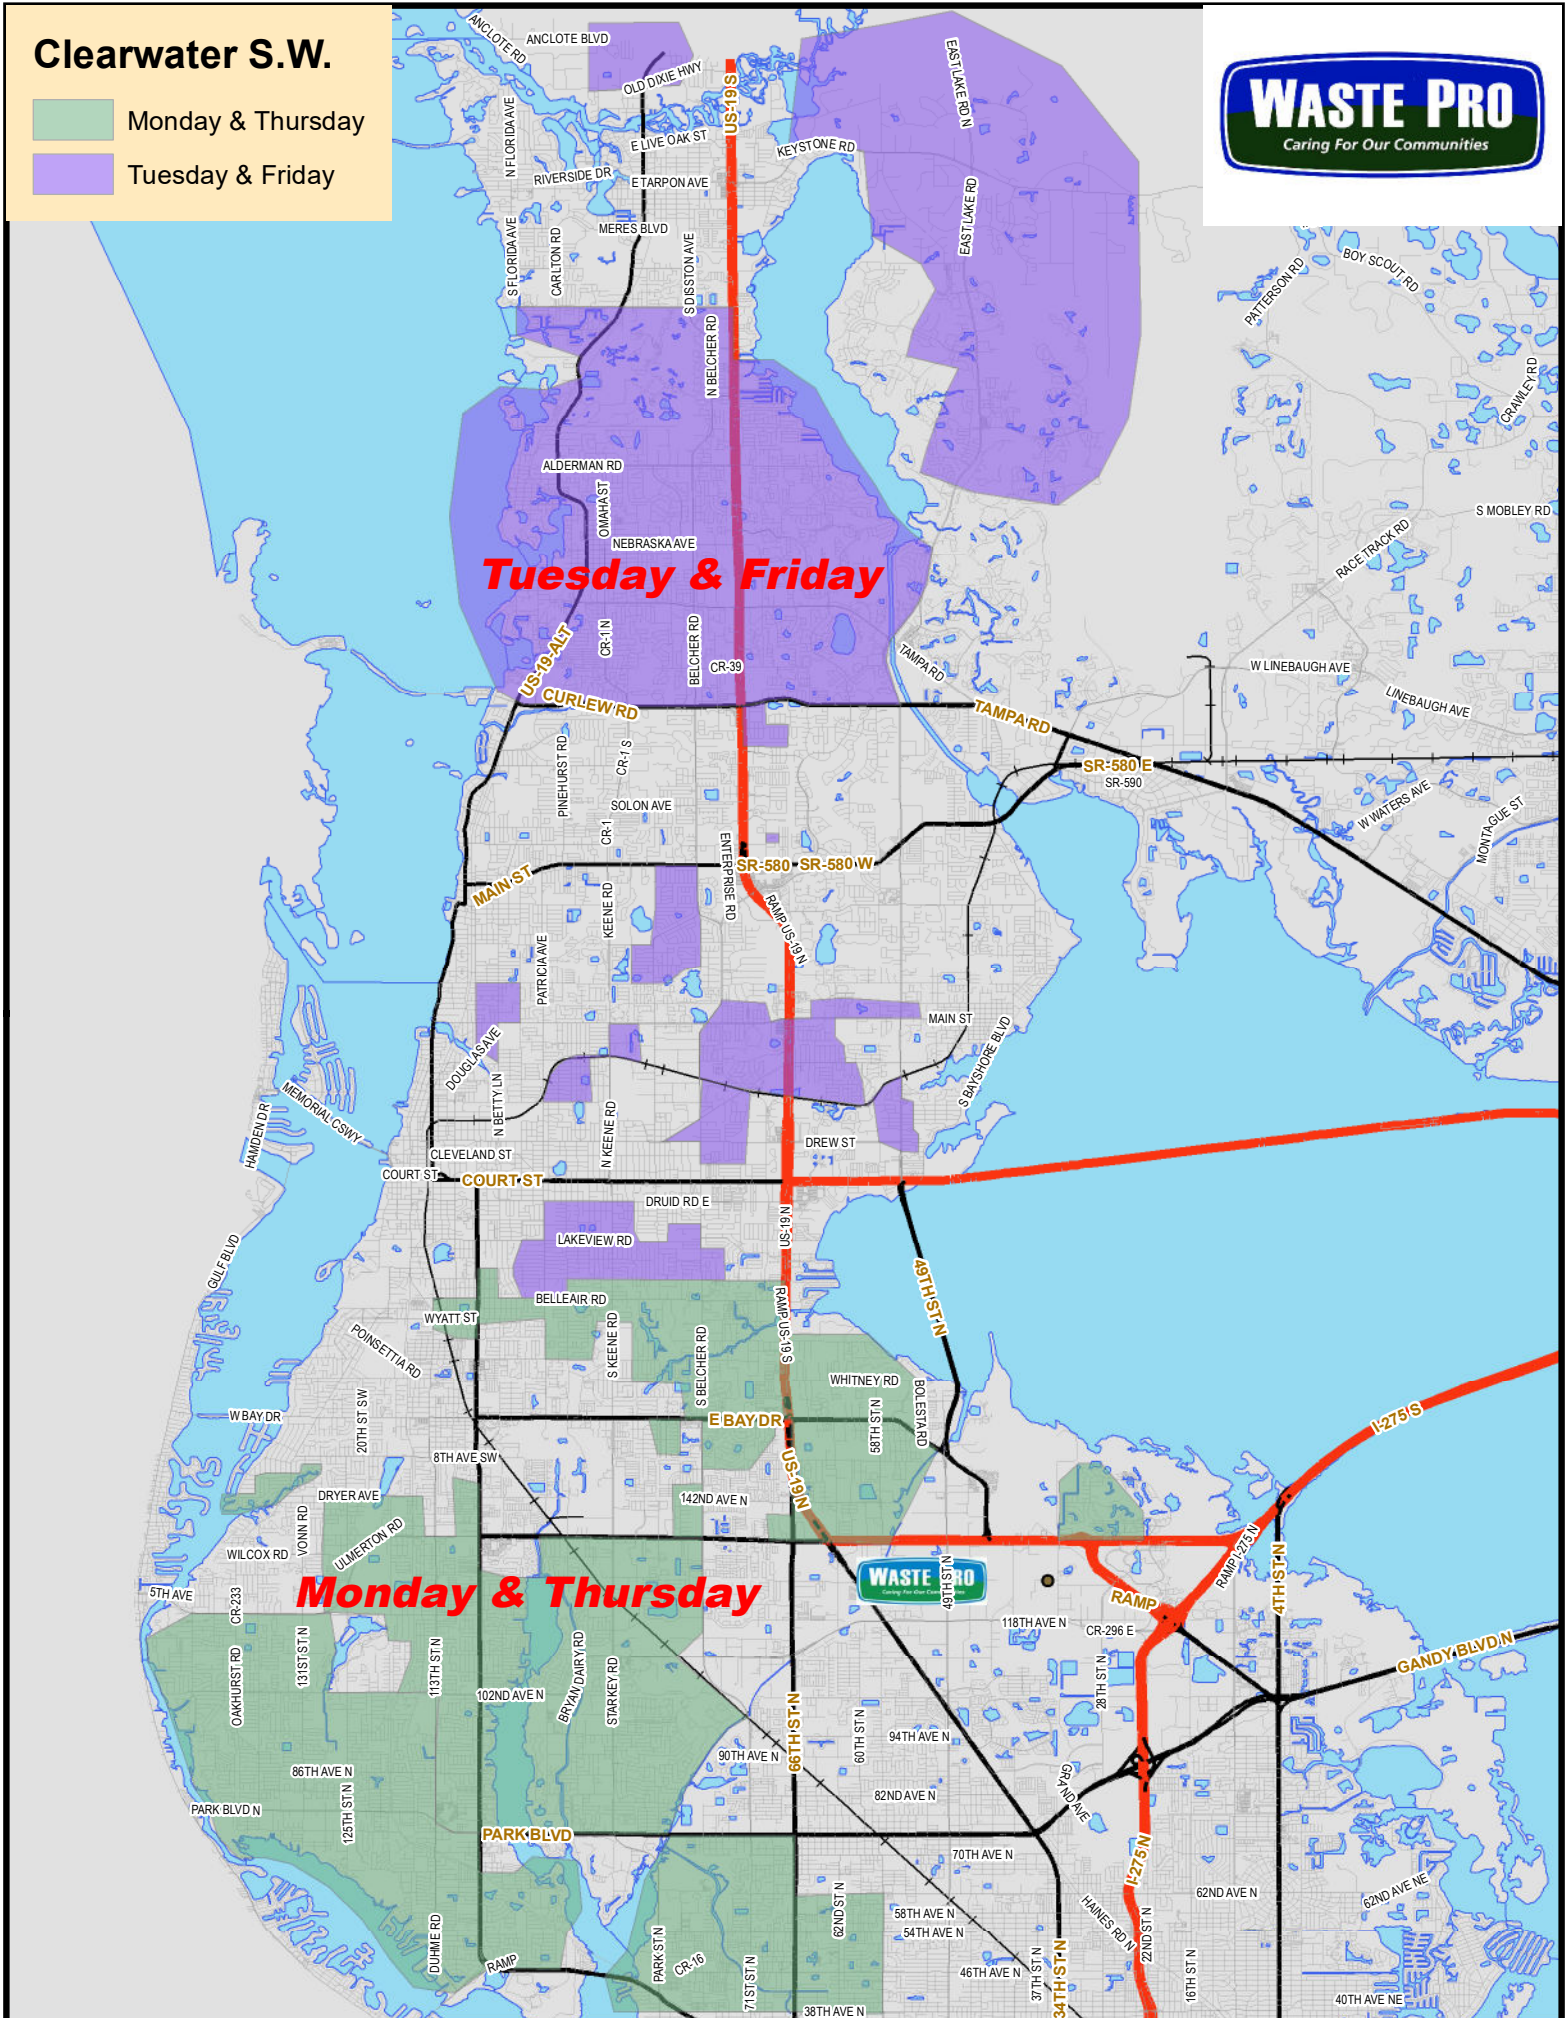 Clearwater S.W.
Monday & Thursday
Tuesday & Friday
WASTE PRO
Caring For Our Communities
ANCLOTE RD
ANCLOTE BLVD
OLD DIXIE HWY
US-19 S
EAST LAKE RD N
N FLORIDA AVE
E LIVE OAK ST
KEYSTONE RD
RIVERSIDE DR
E TARPON AVE
EAST LAKE RD
MERES BLVD
S FLORIDA AVE
CARLTON RD
S DISSTON AVE
BOY SCOUT RD
PATTERSON RD
N BELCHER RD
CRAWLEY RD
ALDERMAN RD
OMAHA ST
S MOBLEY RD
NEBRASKA AVE
RACE TRACK RD
Tuesday & Friday
CR-1 N
BELCHER RD
US-19-ALT
CR-39
TAMPA RD
W LINEBAUGH AVE
CURLEW RD
LINEBAUGH AVE
TAMPA RD
PINEHURST RD
CR-1 S
SR-580 E
SR-590
SOLON AVE
W WATERS AVE
CR-1
MONTAGUE ST
ENTERPRISE RD
SR-580
SR-580 W
MAIN ST
KEENE RD
RAMP US-19 N
PATRICIA AVE
MAIN ST
DOUGLAS AVE
S BAYSHORE BLVD
MEMORIAL CSWY
N BETTY LN
HAMDEN DR
N KEENE RD
DREW ST
CLEVELAND ST
COURT ST
COURT ST
DRUID RD E
US-19 N
LAKEVIEW RD
GULF BLVD
49TH ST N
BELLEAIR RD
RAMP US-19 S
WYATT ST
POINSETTIA RD
S KEENE RD
S BELCHER RD
WHITNEY RD
BOLESTA RD
I-275 S
20TH ST SW
W BAY DR
E BAY DR
58TH ST N
8TH AVE SW
US-19 N
DRYER AVE
142ND AVE N
VONN RD
ULMERTON RD
WILCOX RD
RAMP I-275 N
4TH ST N
WASTE PRO
49TH ST N
5TH AVE
CR-233
Monday & Thursday
RAMP
118TH AVE N
CR-296 E
OAKHURST RD
131ST ST N
113TH ST N
BRYAN DAIRY RD
STARKEY RD
28TH ST N
GANDY BLVD N
102ND AVE N
66TH ST N
60TH ST N
94TH AVE N
90TH AVE N
86TH AVE N
GRAND AVE
82ND AVE N
125TH ST N
PARK BLVD N
PARK BLVD
70TH AVE N
I-275 N
62ND AVE N
62ND AVE NE
62ND ST N
58TH AVE N
HAINES RD N
54TH AVE N
DUHME RD
22ND ST N
RAMP
PARK ST N
CR-16
71ST ST N
46TH AVE N
37TH ST N
34TH ST N
16TH ST N
40TH AVE NE
38TH AVE N